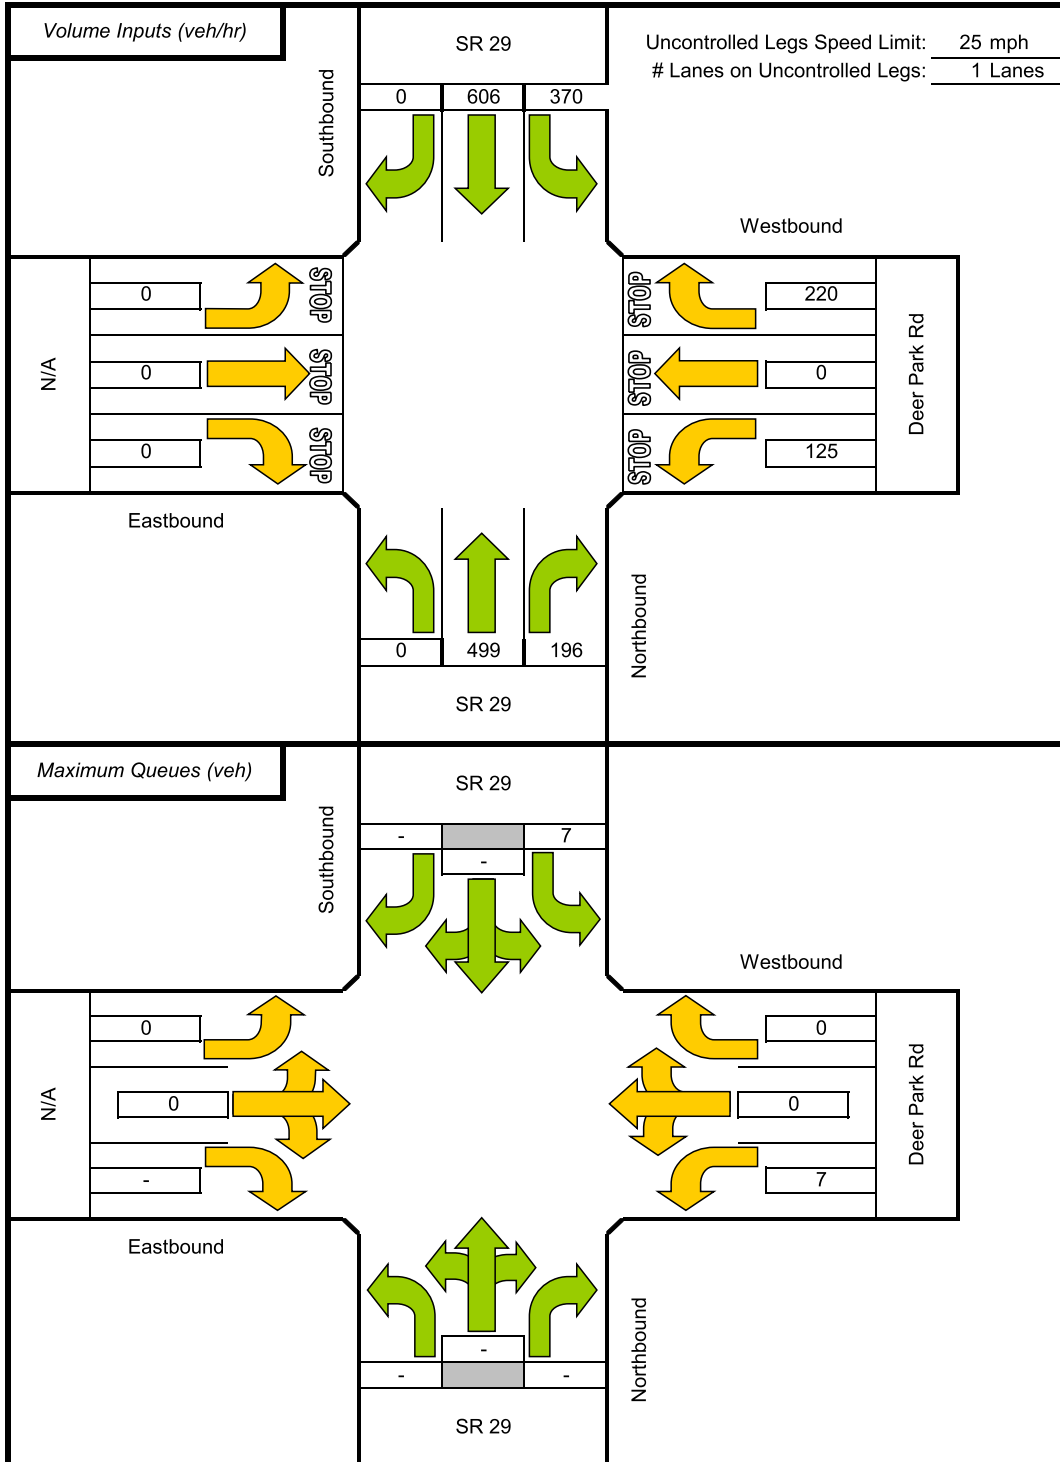 Volume Inputs (veh/hr)
SR 29
Uncontrolled Legs Speed Limit: 25 mph
# Lanes on Uncontrolled Legs: 1 Lanes
Southbound
0 606 370
Westbound
N/A
0 STOP
0 STOP
0 STOP
STOP 220
STOP 0
STOP 125
Deer Park Rd
Eastbound
Northbound
0 499 196
SR 29
Maximum Queues (veh)
SR 29
Southbound
- 7
-
Westbound
N/A
0
0
-
0
0
7
Deer Park Rd
Eastbound
Northbound
-
- -
SR 29